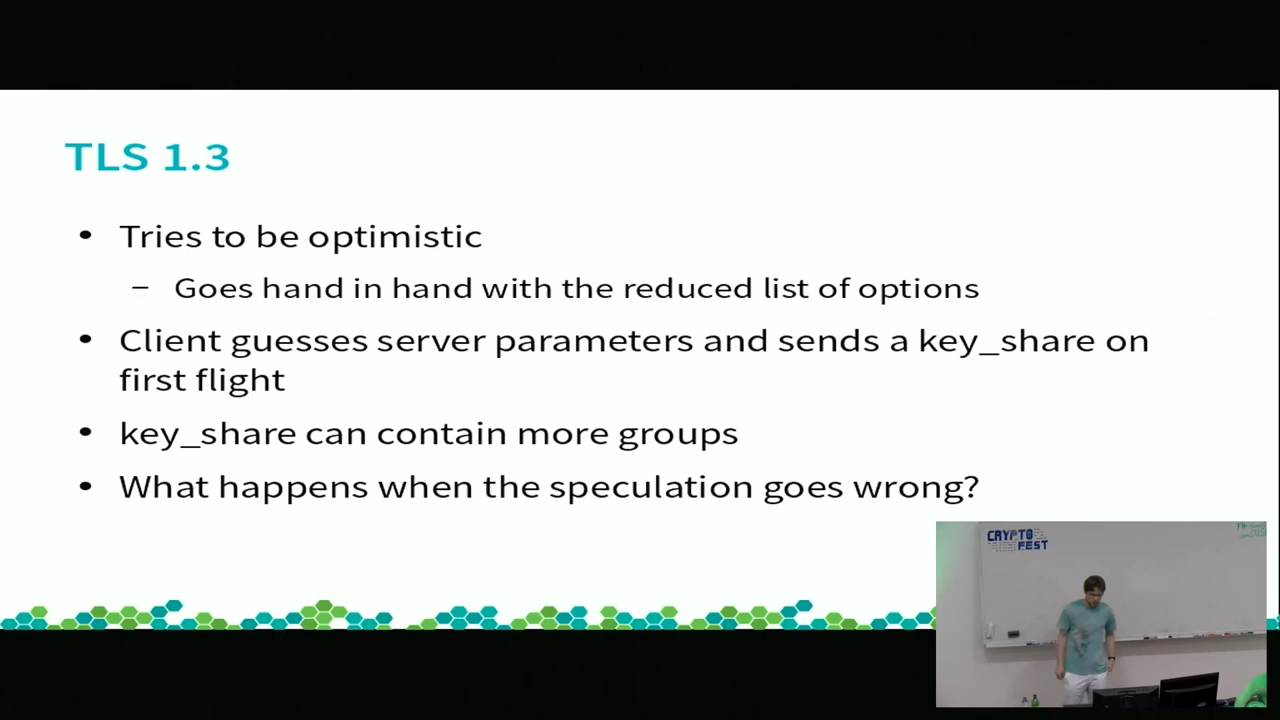 TLS 1.3
• Tries to be optimistic
– Goes hand in hand with the reduced list of options
• Client guesses server parameters and sends a key_share on
first flight
• key_share can contain more groups
• What happens when the speculation goes wrong?
CRYPTO
FEST